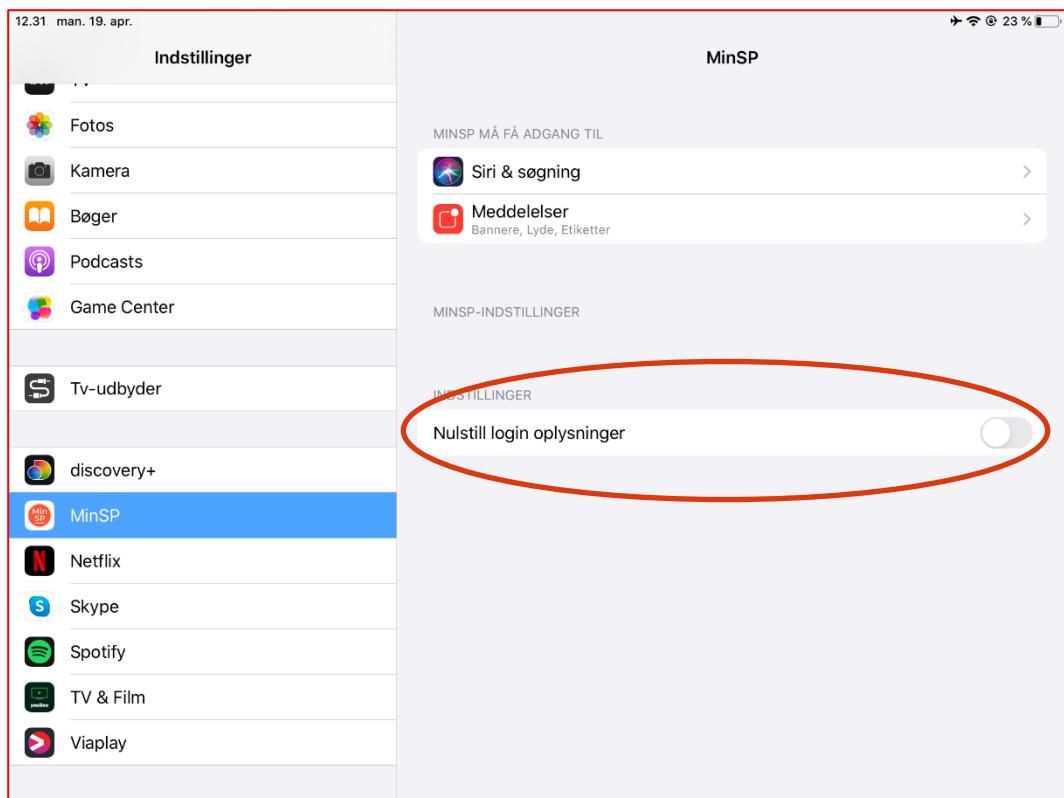 12.31 man. 19. apr.
23 %
Indstillinger
Fotos
Kamera
Bøger
Podcasts
Game Center
Tv-udbyder
discovery+
Min
SP
MinSP
Netflix
Skype
Spotify
TV & Film
Viaplay
MinSP
MINSP MÅ FÅ ADGANG TIL
Siri & søgning
Meddelelser
Bannere, Lyde, Etiketter
MINSP-INDSTILLINGER
INDSTILLINGER
Nulstill login oplysninger